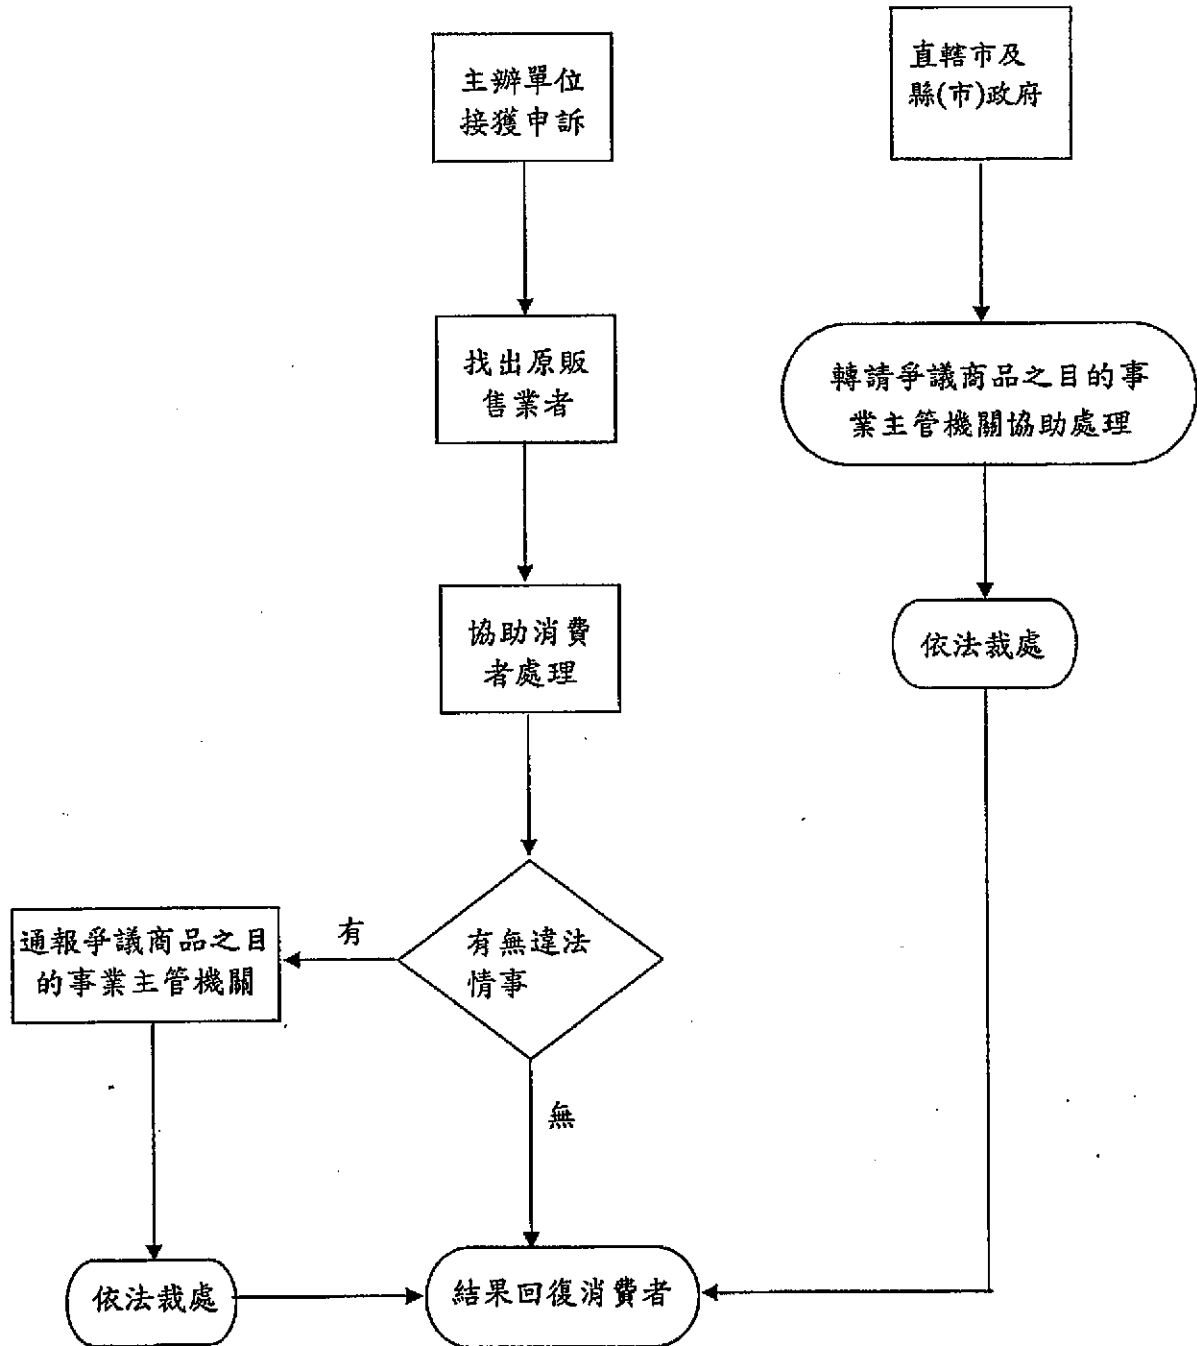 主辦單位
接獲申訴
直轄市及
縣(市)政府
找出原販
售業者
轉請爭議商品之目的事
業主管機關協助處理
協助消費
者處理
依法裁處
有無違法
情事
有
通報爭議商品之目
的事業主管機關
無
依法裁處
結果回復消費者